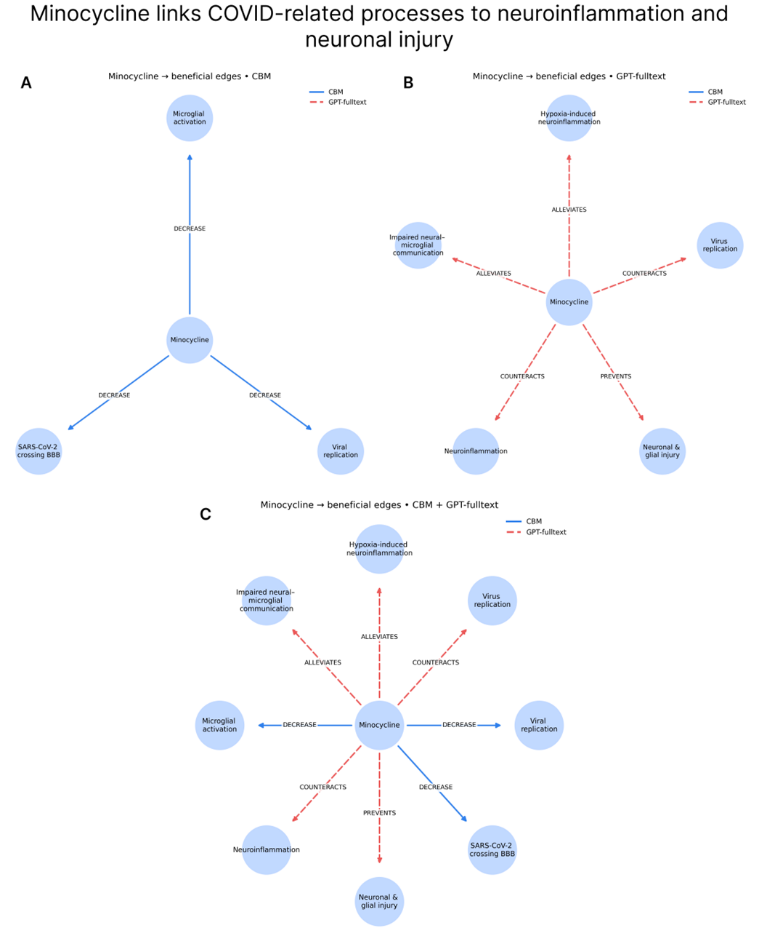 Minocycline links COVID-related processes to neuroinflammation and
neuronal injury
A
Minocycline → beneficial edges • CBM
CBM
GPT-fulltext
Microglial
activation
DECREASE
Minocycline
DECREASE
DECREASE
SARS-CoV-2
crossing BBB
Viral
replication
B
Minocycline → beneficial edges • GPT-fulltext
CBM
GPT-fulltext
Hypoxia-induced
neuroinflammation
ALLEVIATES
Impaired neural–
microglial
communication
Virus
replication
ALLEVIATES
COUNTERACTS
Minocycline
COUNTERACTS
PREVENTS
Neuroinflammation
Neuronal &
glial injury
C
Minocycline → beneficial edges • CBM + GPT-fulltext
CBM
GPT-fulltext
Hypoxia-induced
neuroinflammation
Impaired neural–
microglial
communication
Virus
replication
ALLEVIATES
ALLEVIATES
COUNTERACTS
Microglial
activation
DECREASE
Minocycline
DECREASE
Viral
replication
COUNTERACTS
DECREASE
PREVENTS
Neuroinflammation
SARS-CoV-2
crossing BBB
Neuronal &
glial injury